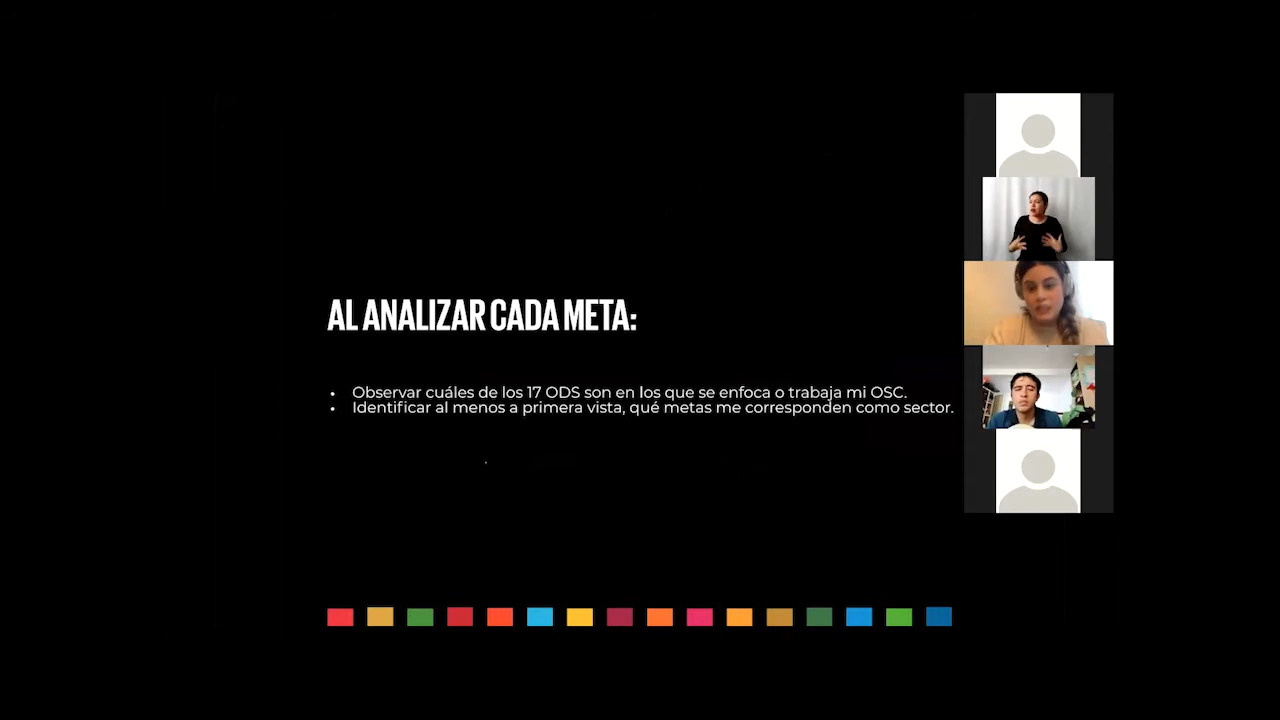 AL ANALIZAR CADA META:
• Observar cuáles de los 17 ODS son en los que se enfoca o trabaja mi OSC.
• Identificar al menos a primera vista, qué metas me corresponden como sector.